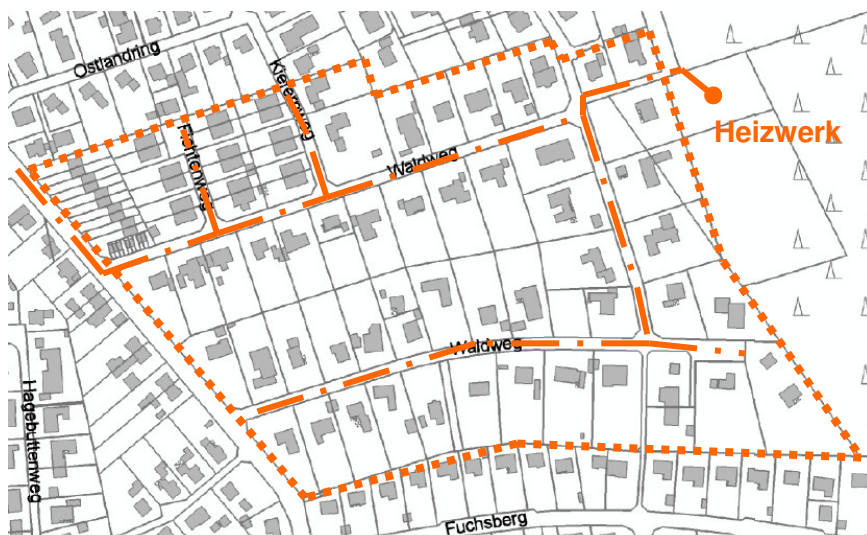 Ostlandring
Kiefernweg
Heizwerk
Fichtenweg
Waldweg
Waldweg
Hagebuttenweg
Fuchsberg